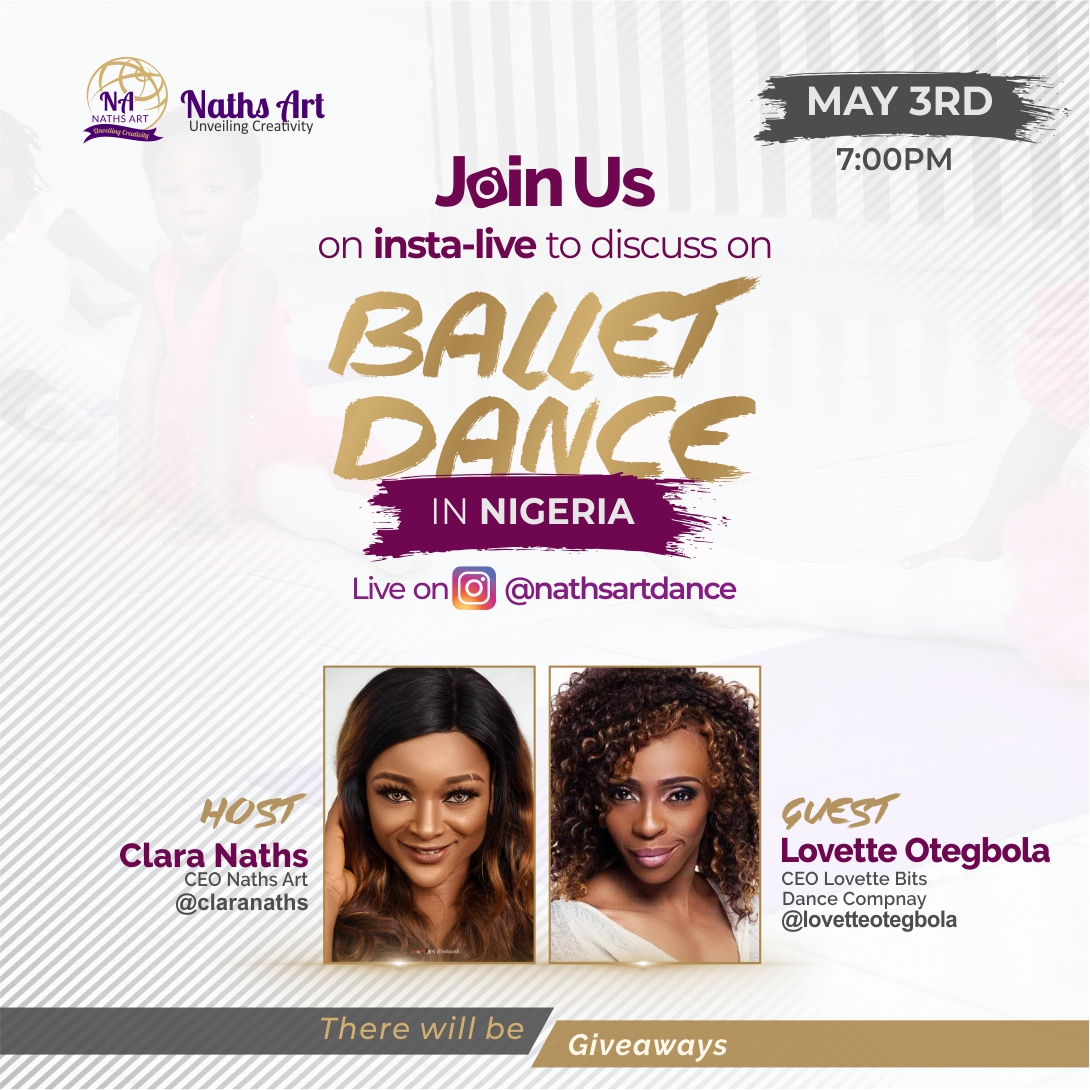 NA
NATHS ART
Unveiling Creativity
Naths Art
Unveiling Creativity
MAY 3RD
7:00PM
Join Us
on insta-live to discuss on
BALLET
DANCE
IN NIGERIA
Live on @nathsartdance
HOST
Clara Naths
CEO Naths Art
@claranaths
GUEST
Lovette Otegbola
CEO Lovette Bits
Dance Compnay
@lovetteotegbola
There will be
Giveaways